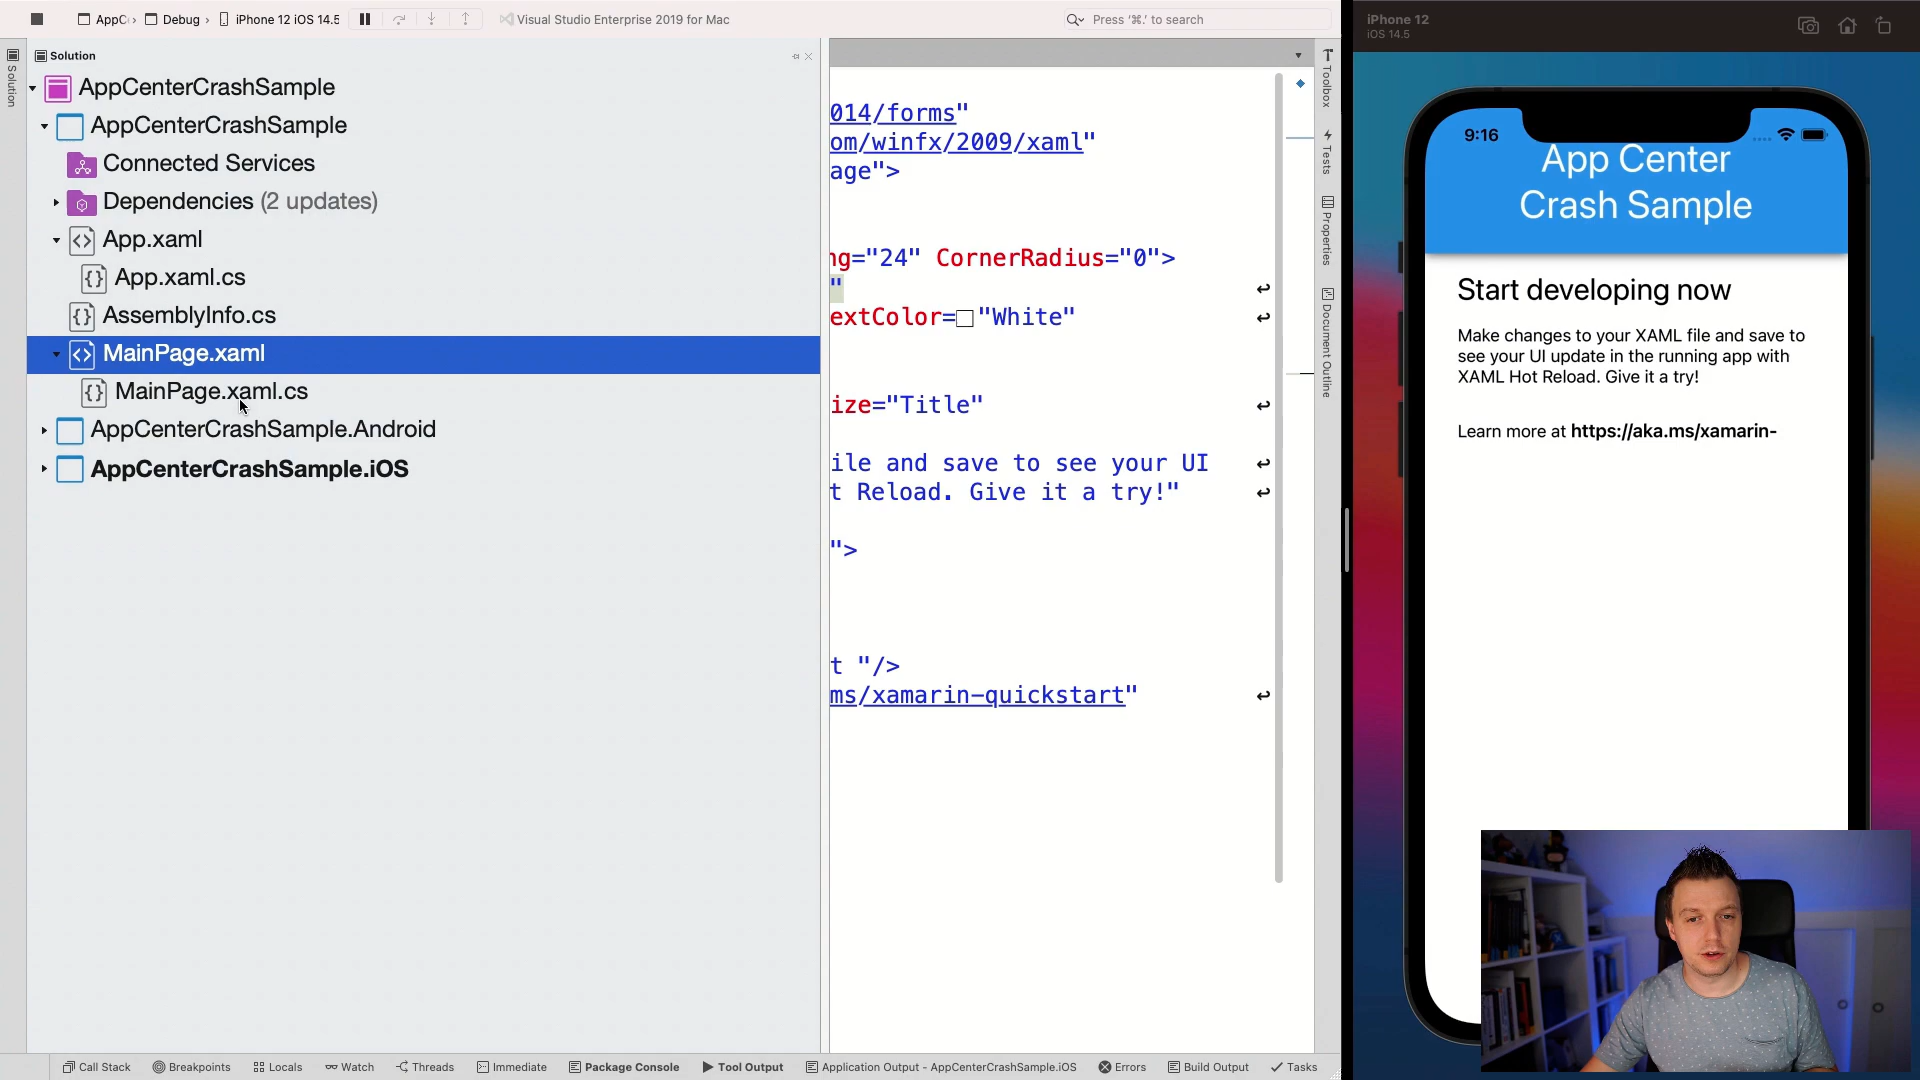 AppC › Debug › iPhone 12 iOS 14.5
Visual Studio Enterprise 2019 for Mac
Press '⌘.' to search
Solution
Solution
AppCenterCrashSample
AppCenterCrashSample
Connected Services
Dependencies (2 updates)
App.xaml
App.xaml.cs
AssemblyInfo.cs
MainPage.xaml
MainPage.xaml.cs
AppCenterCrashSample.Android
AppCenterCrashSample.iOS
014/forms"
om/winfx/2009/xaml"
age">
ng="24" CornerRadius="0">
"
extColor="White"
ize="Title"
ile and save to see your UI
t Reload. Give it a try!"
">
t "/>
ms/xamarin-quickstart"
Toolbox
Tests
Properties
Document Outline
Call Stack
Breakpoints
Locals
Watch
Threads
Immediate
Package Console
Tool Output
Application Output - AppCenterCrashSample.iOS
Errors
Build Output
Tasks
iPhone 12
iOS 14.5
9:16
App Center
Crash Sample
Start developing now
Make changes to your XAML file and save to
see your UI update in the running app with
XAML Hot Reload. Give it a try!
Learn more at https://aka.ms/xamarin-